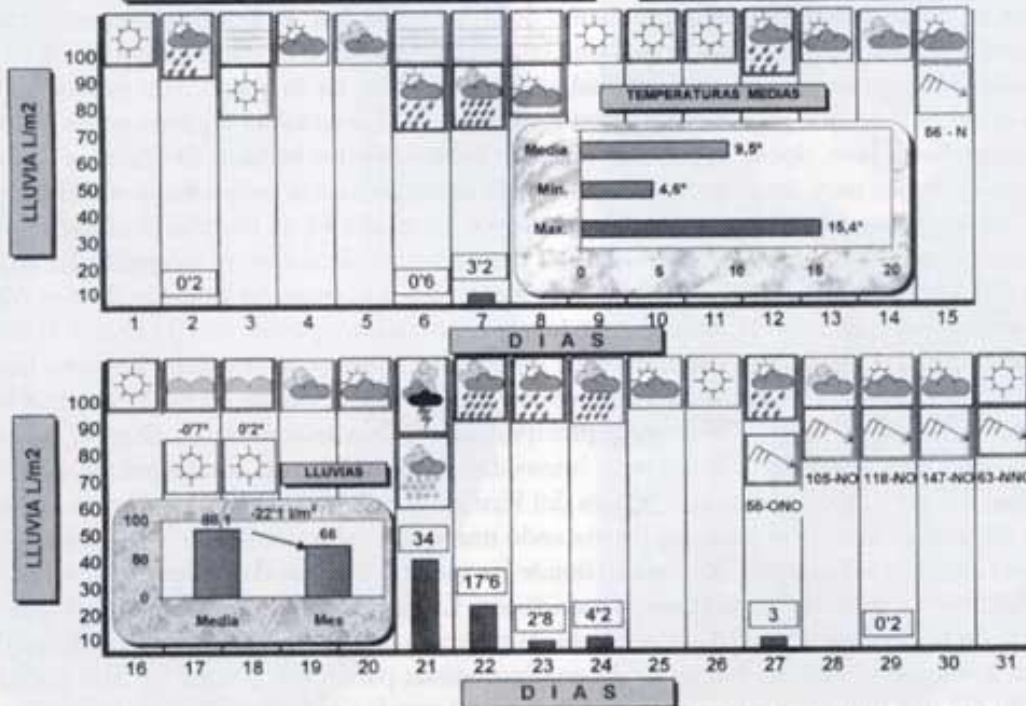 100
90
80
70
60
50
40
30
20
10
LLUVIA L/m2
TEMPERATURAS MEDIAS
Media 9,5°
Min. 4,6°
Max. 15,4°
0 5 10 15 20
56 - N
0'2 0'6 3'2
1 2 3 4 5 6 7 8 9 10 11 12 13 14 15
DIAS
100
90
80
70
60
50
40
30
20
10
LLUVIA L/m2
-0'7° 0'2°
LLUVIAS
100
50
0
88,1 -22'1 l/m² 66
Media Mes
34
17'6
2'8
4'2
3
0'2
56-ONO
105-NO 118-NO 147-NO 63-NNO
16 17 18 19 20 21 22 23 24 25 26 27 28 29 30 31
DIAS